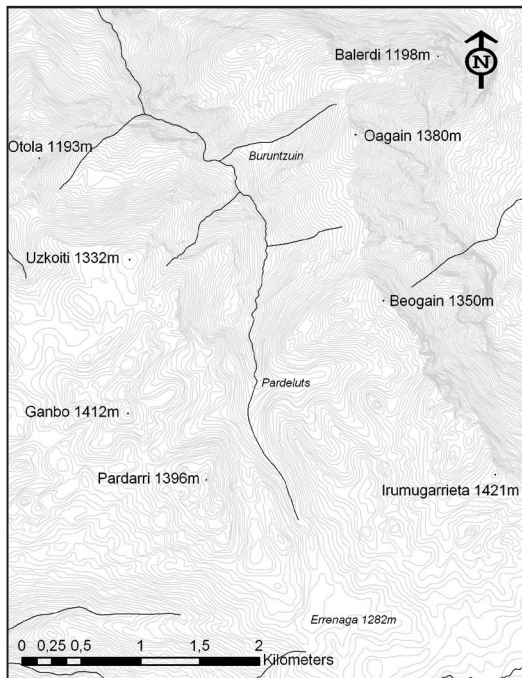 Balerdi 1198m
N
Oagain 1380m
Otola 1193m
Buruntzuin
Uzkoiti 1332m
Beogain 1350m
Pardeluts
Ganbo 1412m
Pardarri 1396m
Irumugarrieta 1421m
Errenaga 1282m
0 0,25 0,5 1 1,5 2
Kilometers